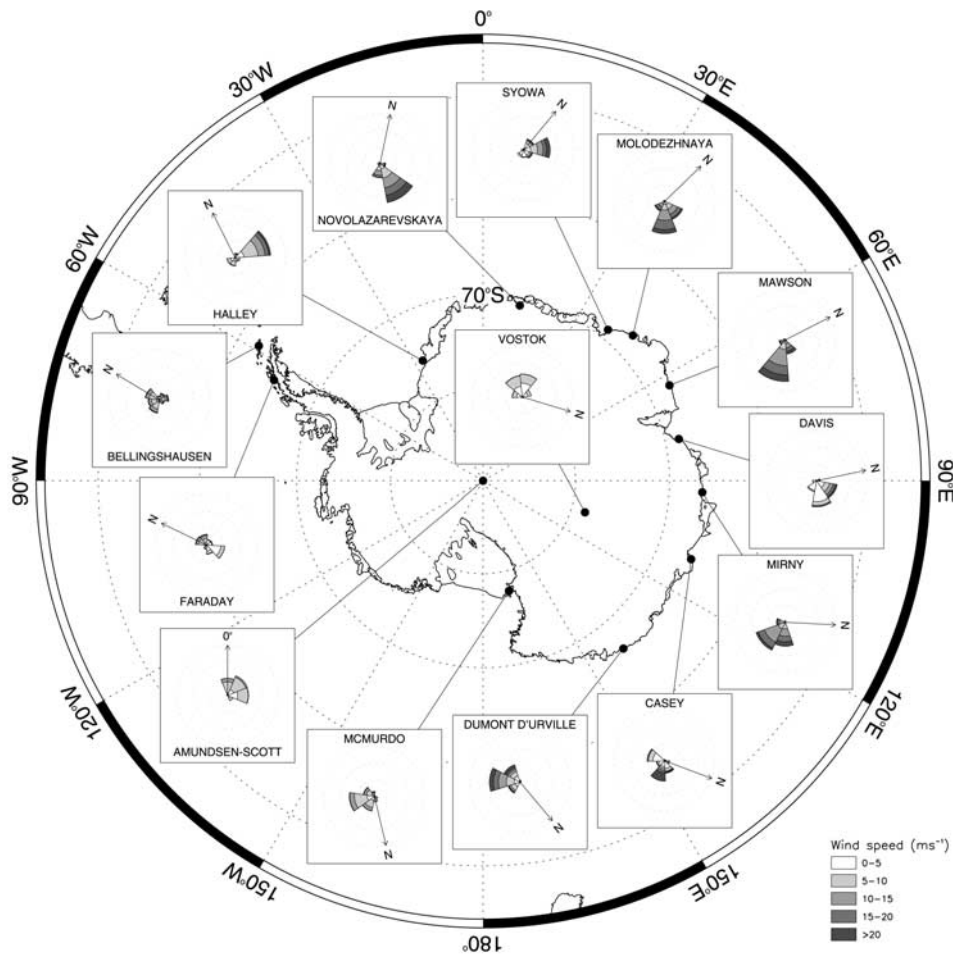 0°
30°W
30°E
SYOWA
N
N
MOLODEZHNAYA
N
NOVOLAZAREVSKAYA
60°W
N
60°E
HALLEY
70°S
MAWSON
N
VOSTOK
N
N
BELLINGSHAUSEN
DAVIS
N
90°W
90°E
N
FARADAY
MIRNY
N
0°
AMUNDSEN-SCOTT
CASEY
N
MCMURDO
N
DUMONT D'URVILLE
N
120°W
120°E
150°W
150°E
180°
Wind speed (ms⁻¹)
0-5
5-10
10-15
15-20
>20